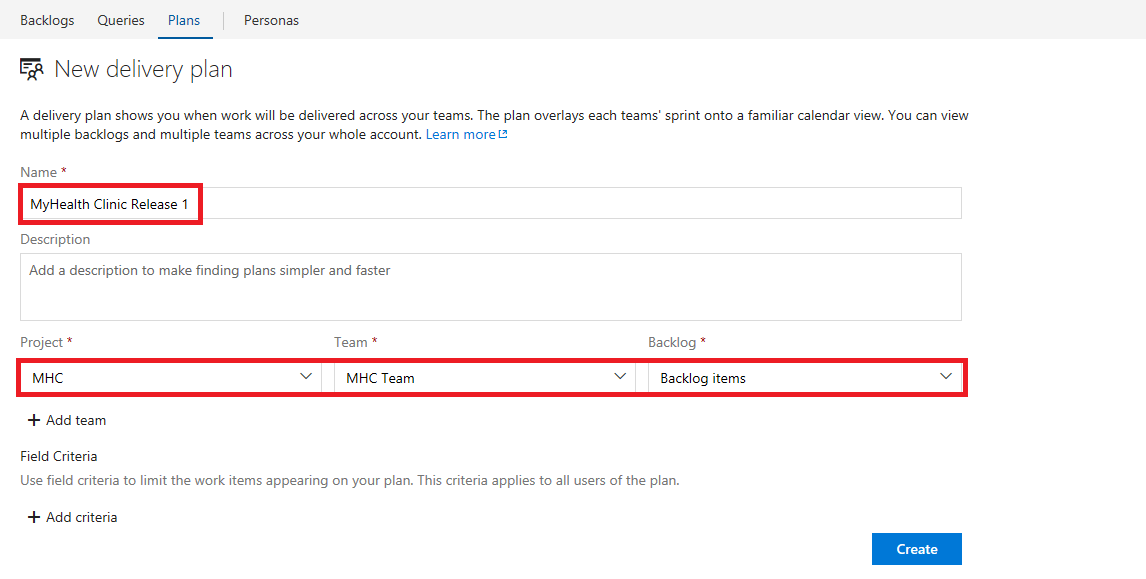 Backlogs Queries Plans Personas
New delivery plan
A delivery plan shows you when work will be delivered across your teams. The plan overlays each teams' sprint onto a familiar calendar view. You can view
multiple backlogs and multiple teams across your whole account. Learn more
Name *
MyHealth Clinic Release 1
Description
Add a description to make finding plans simpler and faster
Project * Team * Backlog *
MHC MHC Team Backlog items
+ Add team
Field Criteria
Use field criteria to limit the work items appearing on your plan. This criteria applies to all users of the plan.
+ Add criteria
Create